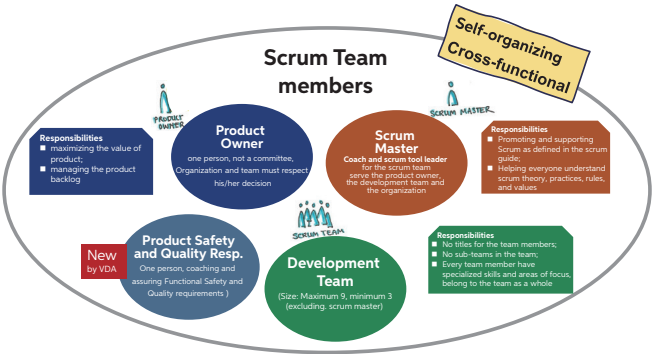 Scrum Team
members
Self-organizing
Cross-functional
PRODUCT
OWNER
SCRUM MASTER
Responsibilities
maximizing the value of
product;
managing the product
backlog
Product
Owner
one person, not a committee,
Organization and team must respect
his/her decision
Scrum
Master
Coach and scrum tool leader
for the scrum team
serve the product owner,
the development team and
the organization
Responsibilities
Promoting and supporting
Scrum as defined in the scrum
guide;
Helping everyone understand
scrum theory, practices, rules,
and values
SCRUM TEAM
New
by VDA
Product Safety
and Quality Resp.
One person, coaching and
assuring Functional Safety and
Quality requirements )
Development
Team
(Size: Maximum 9, minimum 3
(excluding. scrum master)
Responsibilities
No titles for the team members;
No sub-teams in the team;
Every team member have
specialized skills and areas of focus,
belong to the team as a whole